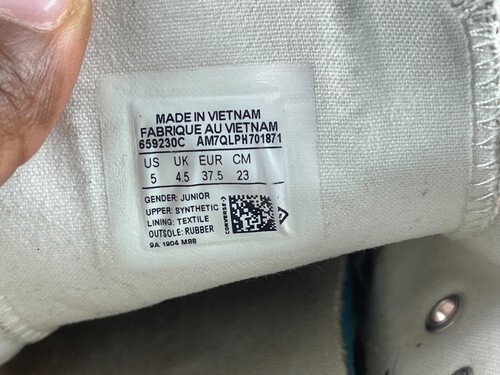 MADE IN VIETNAM
FABRIQUE AU VIETNAM
659230C AM7QLPH701871
US UK EUR CM
5 4.5 37.5 23
GENDER: JUNIOR
UPPER: SYNTHETIC
LINING: TEXTILE
OUTSOLE: RUBBER
9A 1904 M88
CONVERSE